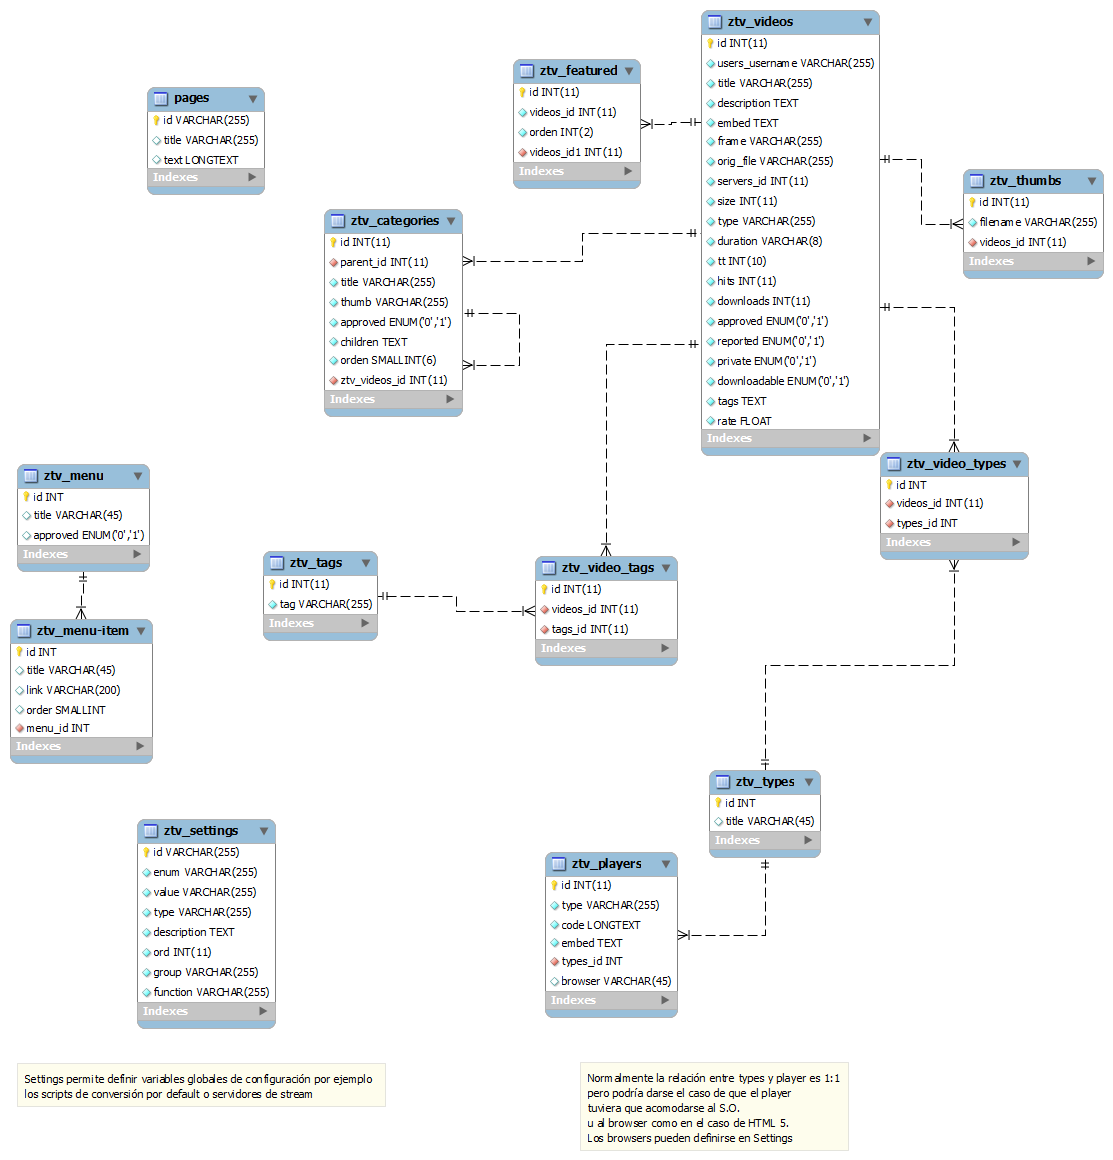 pages
id VARCHAR(255)
title VARCHAR(255)
text LONGTEXT
Indexes
ztv_featured
id INT(11)
videos_id INT(11)
orden INT(2)
videos_id1 INT(11)
Indexes
ztv_videos
id INT(11)
users_username VARCHAR(255)
title VARCHAR(255)
description TEXT
embed TEXT
frame VARCHAR(255)
orig_file VARCHAR(255)
servers_id INT(11)
size INT(11)
type VARCHAR(255)
duration VARCHAR(8)
tt INT(10)
hits INT(11)
downloads INT(11)
approved ENUM('0','1')
reported ENUM('0','1')
private ENUM('0','1')
downloadable ENUM('0','1')
tags TEXT
rate FLOAT
Indexes
ztv_thumbs
id INT(11)
filename VARCHAR(255)
videos_id INT(11)
Indexes
ztv_categories
id INT(11)
parent_id INT(11)
title VARCHAR(255)
thumb VARCHAR(255)
approved ENUM('0','1')
children TEXT
orden SMALLINT(6)
ztv_videos_id INT(11)
Indexes
ztv_menu
id INT
title VARCHAR(45)
approved ENUM('0','1')
Indexes
ztv_video_types
id INT
videos_id INT(11)
types_id INT
Indexes
ztv_tags
id INT(11)
tag VARCHAR(255)
Indexes
ztv_video_tags
id INT(11)
videos_id INT(11)
tags_id INT(11)
Indexes
ztv_menu-item
id INT
title VARCHAR(45)
link VARCHAR(200)
order SMALLINT
menu_id INT
Indexes
ztv_types
id INT
title VARCHAR(45)
Indexes
ztv_settings
id VARCHAR(255)
enum VARCHAR(255)
value VARCHAR(255)
type VARCHAR(255)
description TEXT
ord INT(11)
group VARCHAR(255)
function VARCHAR(255)
Indexes
ztv_players
id INT(11)
type VARCHAR(255)
code LONGTEXT
embed TEXT
types_id INT
browser VARCHAR(45)
Indexes
Settings permite definir variables globales de configuración por ejemplo
los scripts de conversión por default o servidores de stream
Normalmente la relación entre types y player es 1:1
pero podría darse el caso de que el player
tuviera que acomodarse al S.O.
u al browser como en el caso de HTML 5.
Los browsers pueden definirse en Settings